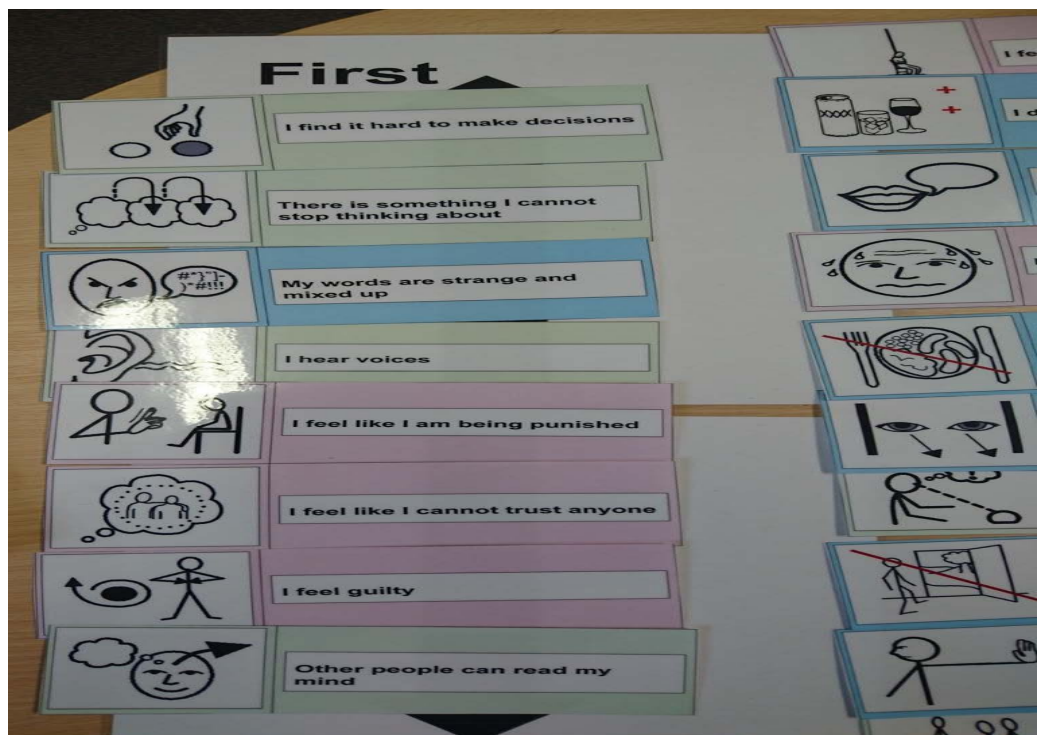 First
I find it hard to make decisions
There is something I cannot
stop thinking about
My words are strange and
mixed up
#*}"]-
)*#!!!
I hear voices
I feel like I am being punished
I feel like I cannot trust anyone
I feel guilty
Other people can read my
mind
I fe
XXXX
I d